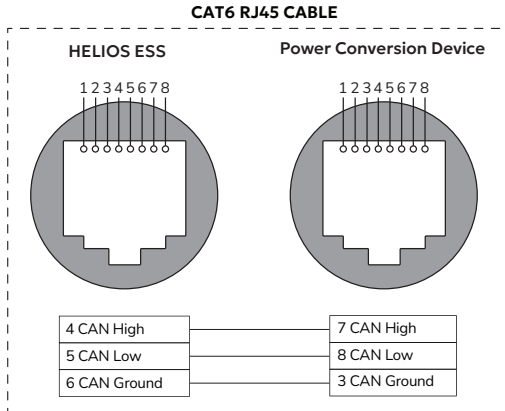 CAT6 RJ45 CABLE
HELIOS ESS
Power Conversion Device
12345678
12345678
4 CAN High
7 CAN High
5 CAN Low
8 CAN Low
6 CAN Ground
3 CAN Ground